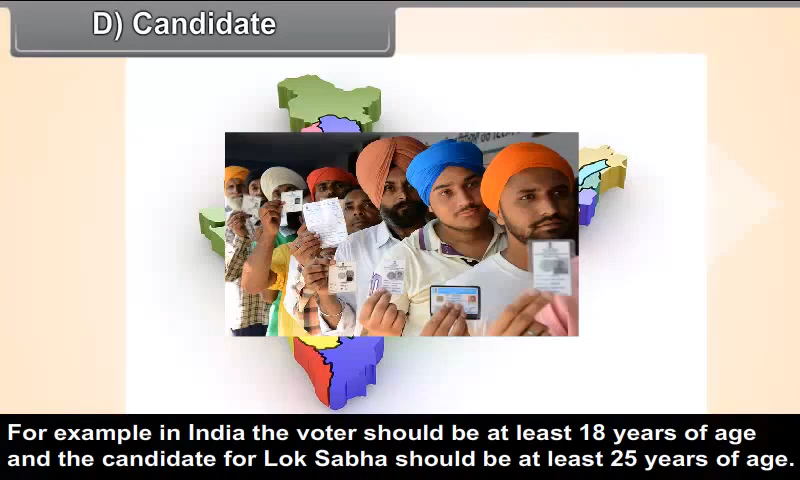 D) Candidate
For example in India the voter should be at least 18 years of age
and the candidate for Lok Sabha should be at least 25 years of age.